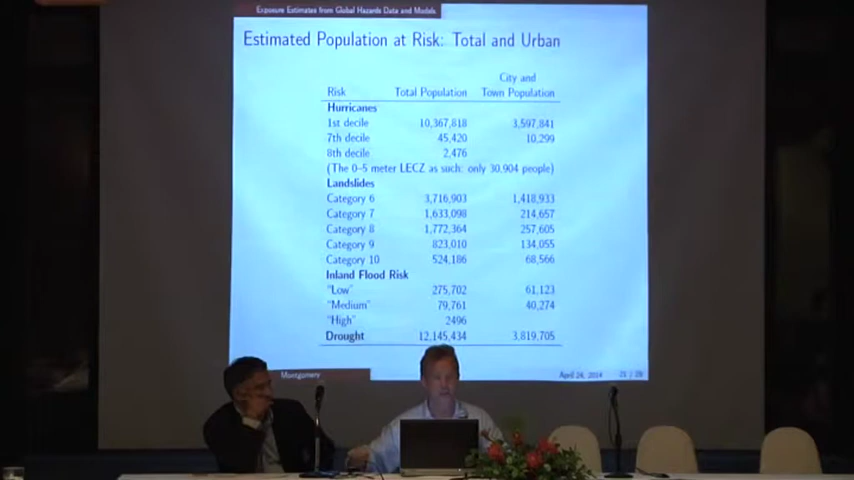 Exposure Estimates from Global Hazards Data and Models
Estimated Population at Risk: Total and Urban
City and
Risk Total Population Town Population
Hurricanes
1st decile 10,367,818 3,597,841
7th decile 45,420 10,299
8th decile 2,476
(The 0–5 meter LECZ as such: only 30,904 people)
Landslides
Category 6 3,716,903 1,418,933
Category 7 1,633,098 214,657
Category 8 1,772,364 257,605
Category 9 823,010 134,055
Category 10 524,186 68,566
Inland Flood Risk
"Low" 275,702 61,123
"Medium" 79,761 40,274
"High" 2496
Drought 12,145,434 3,819,705
Montgomery April 24, 2014